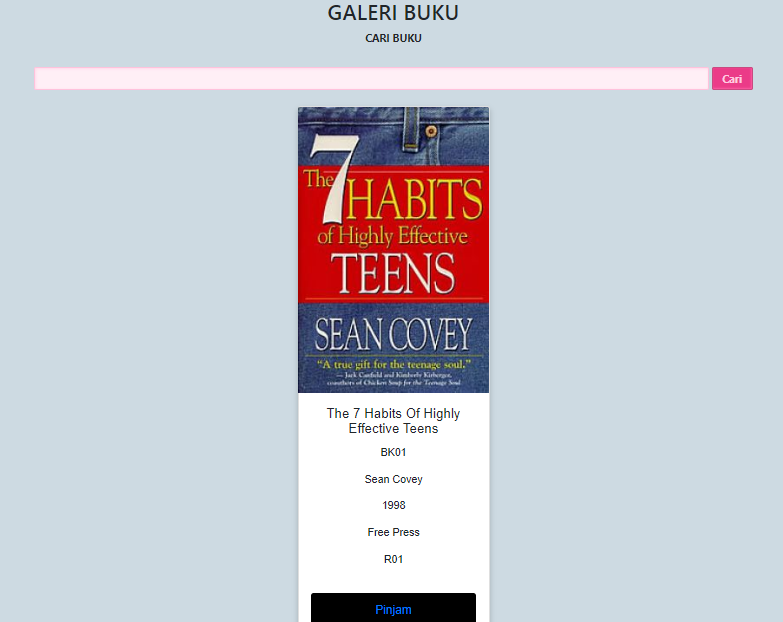 GALERI BUKU
CARI BUKU
Cari
The 7 HABITS
of Highly Effective
TEENS
SEAN COVEY
"A true gift for the teenage soul."
— Jack Canfield and Kimberly Kirberger,
coauthors of Chicken Soup for the Teenage Soul
The 7 Habits Of Highly
Effective Teens
BK01
Sean Covey
1998
Free Press
R01
Pinjam